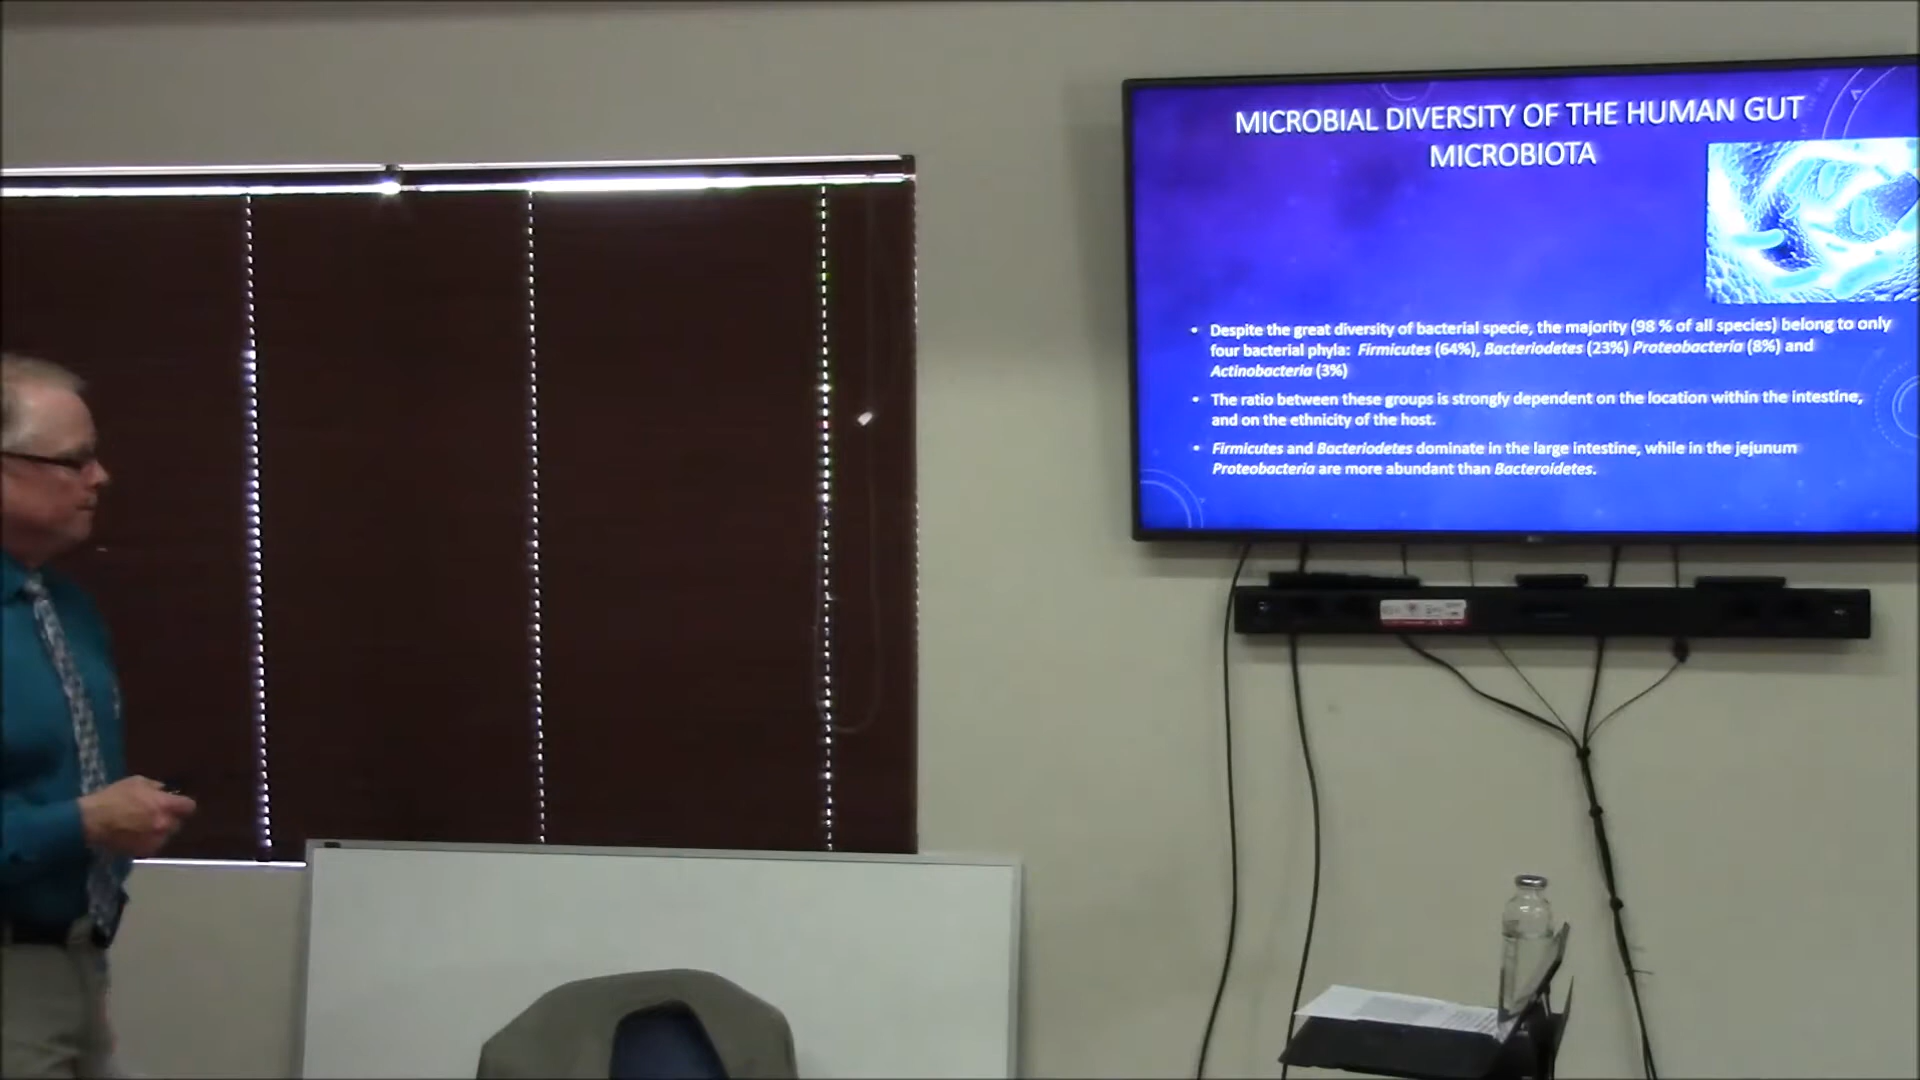 MICROBIAL DIVERSITY OF THE HUMAN GUT
MICROBIOTA
• Despite the great diversity of bacterial specie, the majority (98 % of all species) belong to only
four bacterial phyla: Firmicutes (64%), Bacteriodetes (23%) Proteobacteria (8%) and
Actinobacteria (3%)
• The ratio between these groups is strongly dependent on the location within the intestine,
and on the ethnicity of the host.
• Firmicutes and Bacteriodetes dominate in the large intestine, while in the jejunum
Proteobacteria are more abundant than Bacteroidetes.